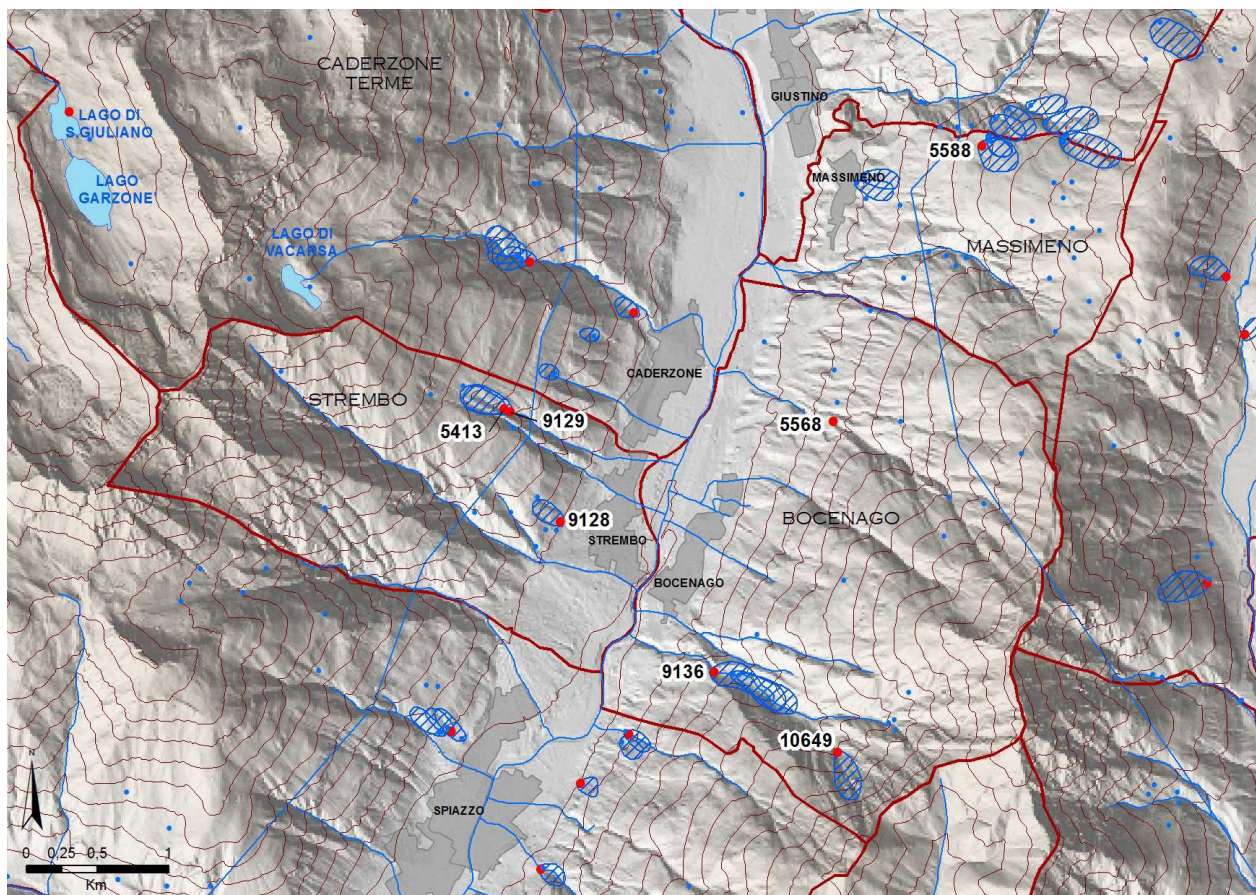 CADERZONE
TERME
GIUSTINO
LAGO DI
S.GIULIANO
5588
LAGO
GARZONE'
MASSIMENO
LAGO DI
VACARSA
MASSIMENO
CADERZONE
STREMBO
5413
9129
5568
9128
BOCENAGO
STREMBO
BOCENAGO
9136
10649
SPIAZZO
N
0 0,25 0,5 1
Km